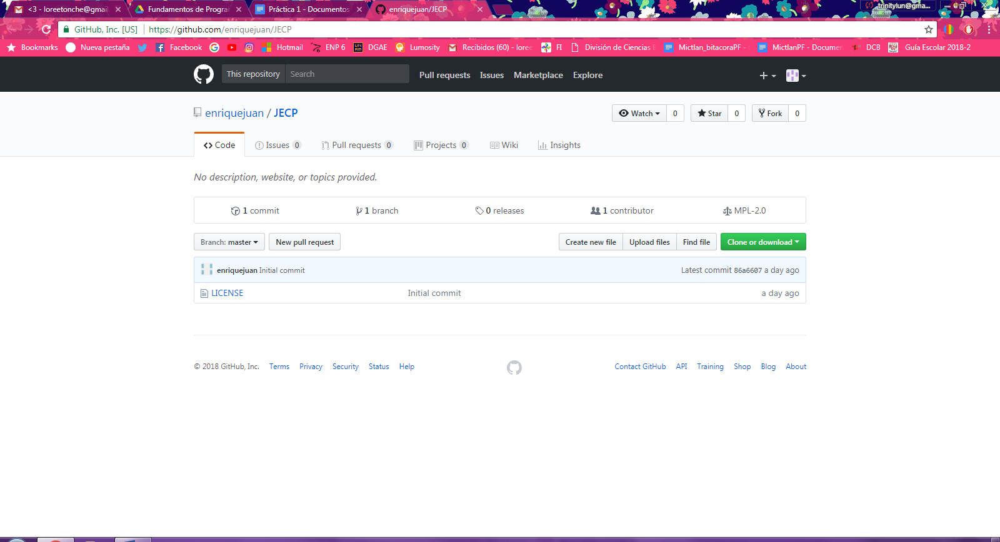 <3 - loreetonche@gmail. Fundamentos de Program Práctica 1 - Documentos enriquejuan/JECP trinitylun@gma...
GitHub, Inc. [US] https://github.com/enriquejuan/JECP
Bookmarks Nueva pestaña Facebook Hotmail ENP 6 DGAE Lumosity Recibidos (60) - loree FI División de Ciencias B Mictlan_bitacoraPF - MictlanPF - Documen DCB Guía Escolar 2018-2
This repository Search Pull requests Issues Marketplace Explore
enriquejuan / JECP Watch 0 Star 0 Fork 0
Code Issues 0 Pull requests 0 Projects 0 Wiki Insights
No description, website, or topics provided.
1 commit 1 branch 0 releases 1 contributor MPL-2.0
Branch: master New pull request Create new file Upload files Find file Clone or download
enriquejuan Initial commit Latest commit 86a6607 a day ago
LICENSE Initial commit a day ago
© 2018 GitHub, Inc. Terms Privacy Security Status Help Contact GitHub API Training Shop Blog About